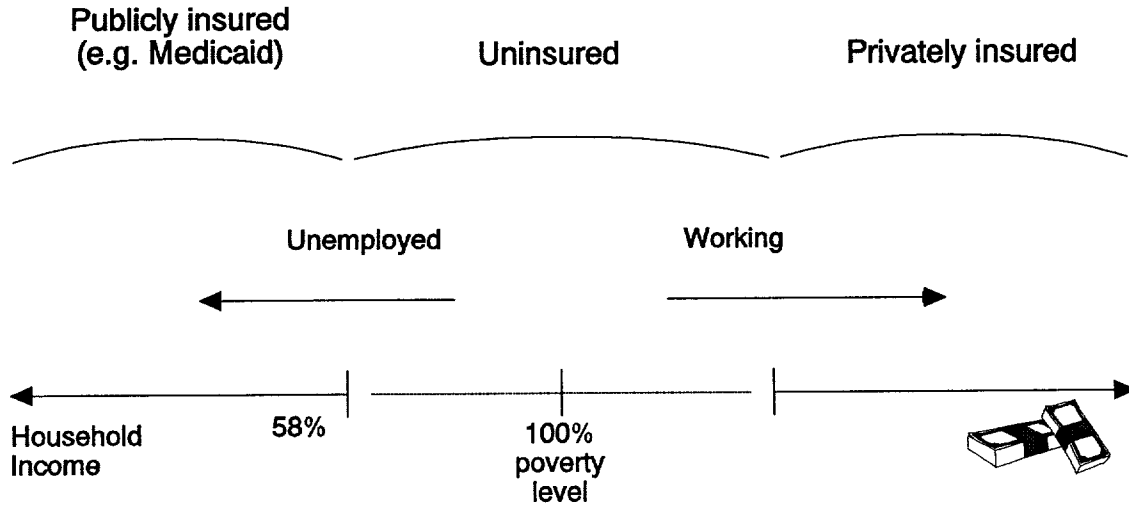 Publicly insured
(e.g. Medicaid)
Uninsured
Privately insured
Unemployed
Working
Household
Income
58%
100%
poverty
level